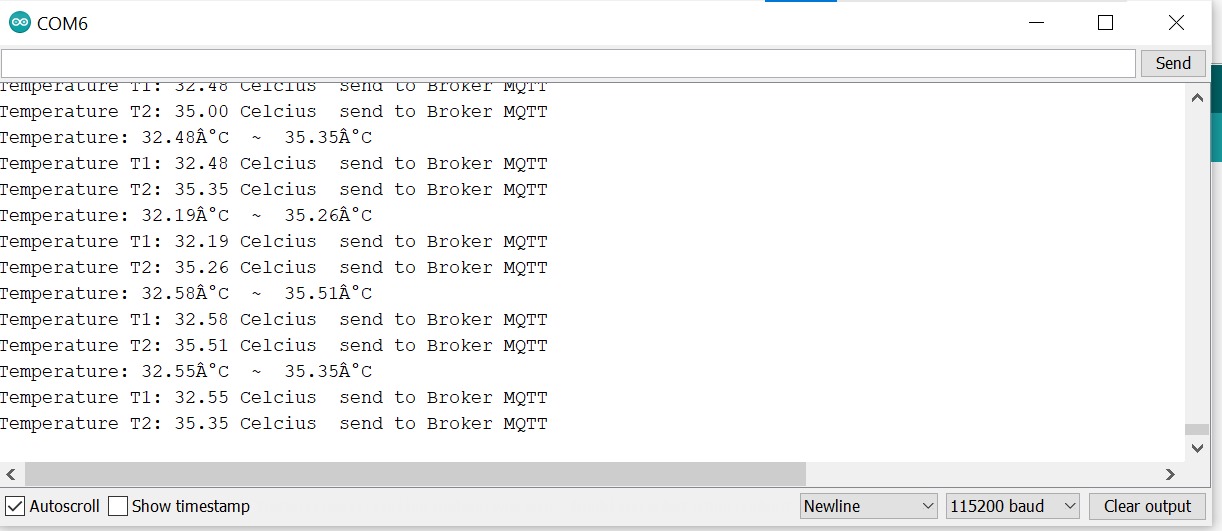 COM6
Send
Temperature T1: 32.48 Celcius  send to Broker MQTT
Temperature T2: 35.00 Celcius  send to Broker MQTT
Temperature: 32.48Â°C  ~  35.35Â°C
Temperature T1: 32.48 Celcius  send to Broker MQTT
Temperature T2: 35.35 Celcius  send to Broker MQTT
Temperature: 32.19Â°C  ~  35.26Â°C
Temperature T1: 32.19 Celcius  send to Broker MQTT
Temperature T2: 35.26 Celcius  send to Broker MQTT
Temperature: 32.58Â°C  ~  35.51Â°C
Temperature T1: 32.58 Celcius  send to Broker MQTT
Temperature T2: 35.51 Celcius  send to Broker MQTT
Temperature: 32.55Â°C  ~  35.35Â°C
Temperature T1: 32.55 Celcius  send to Broker MQTT
Temperature T2: 35.35 Celcius  send to Broker MQTT
Autoscroll Show timestamp Newline 115200 baud Clear output